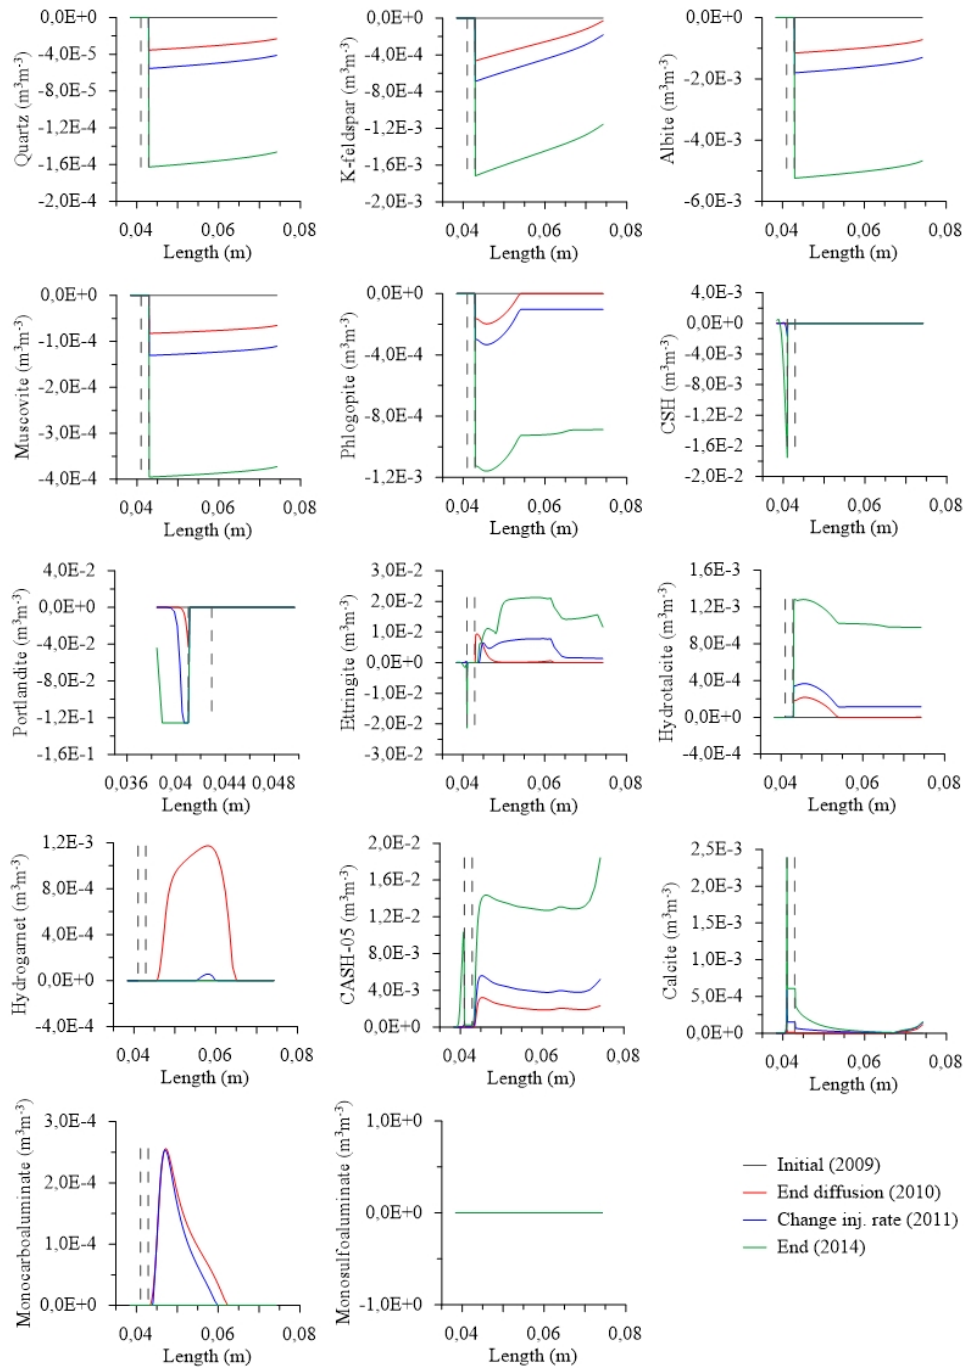 0,0E+0
-4,0E-5
-8,0E-5
-1,2E-4
-1,6E-4
-2,0E-4
Quartz (m³m⁻³)
0,04 0,06 0,08
Length (m)
0,0E+0
-4,0E-4
-8,0E-4
-1,2E-3
-1,6E-3
-2,0E-3
K-feldspar (m³m⁻³)
0,04 0,06 0,08
Length (m)
0,0E+0
-2,0E-3
-4,0E-3
-6,0E-3
Albite (m³m⁻³)
0,04 0,06 0,08
Length (m)
0,0E+0
-1,0E-4
-2,0E-4
-3,0E-4
-4,0E-4
Muscovite (m³m⁻³)
0,04 0,06 0,08
Length (m)
0,0E+0
-4,0E-4
-8,0E-4
-1,2E-3
Phlogopite (m³m⁻³)
0,04 0,06 0,08
Length (m)
4,0E-3
0,0E+0
-4,0E-3
-8,0E-3
-1,2E-2
-1,6E-2
-2,0E-2
CSH (m³m⁻³)
0,04 0,06 0,08
Length (m)
4,0E-2
0,0E+0
-4,0E-2
-8,0E-2
-1,2E-1
-1,6E-1
Portlandite (m³m⁻³)
0,036 0,04 0,044 0,048
Length (m)
3,0E-2
2,0E-2
1,0E-2
0,0E+0
-1,0E-2
-2,0E-2
-3,0E-2
Ettringite (m³m⁻³)
0,04 0,06 0,08
Length (m)
1,6E-3
1,2E-3
8,0E-4
4,0E-4
0,0E+0
-4,0E-4
Hydrotalcite (m³m⁻³)
0,04 0,06 0,08
Length (m)
1,2E-3
8,0E-4
4,0E-4
0,0E+0
-4,0E-4
Hydrogarnet (m³m⁻³)
0,04 0,06 0,08
Length (m)
2,0E-2
1,6E-2
1,2E-2
8,0E-3
4,0E-3
0,0E+0
CASH-05 (m³m⁻³)
0,04 0,06 0,08
Length (m)
2,5E-3
2,0E-3
1,5E-3
1,0E-3
5,0E-4
0,0E+0
Calcite (m³m⁻³)
0,04 0,06 0,08
Length (m)
3,0E-4
2,0E-4
1,0E-4
0,0E+0
Monocarboaluminate (m³m⁻³)
0,04 0,06 0,08
Length (m)
1,0E+0
0,0E+0
-1,0E+0
Monosulfoaluminate (m³m⁻³)
0,04 0,06 0,08
Length (m)
Initial (2009)
End diffusion (2010)
Change inj. rate (2011)
End (2014)